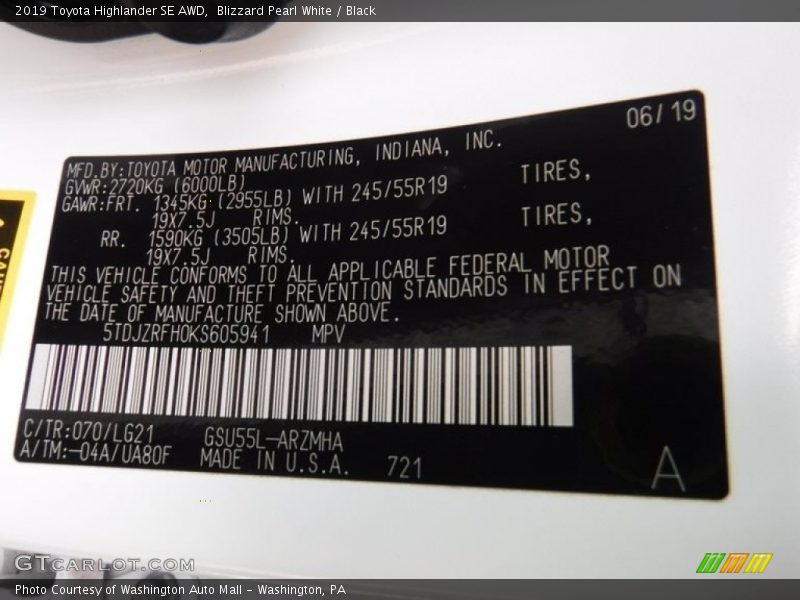 2019 Toyota Highlander SE AWD, Blizzard Pearl White / Black
06/19
MFD.BY:TOYOTA MOTOR MANUFACTURING, INDIANA, INC.
GVWR:2720KG (6000LB)
GAWR:FRT. 1345KG (2955LB) WITH 245/55R19 TIRES,
19X7.5J RIMS.
RR. 1590KG (3505LB) WITH 245/55R19 TIRES,
19X7.5J RIMS.
THIS VEHICLE CONFORMS TO ALL APPLICABLE FEDERAL MOTOR
VEHICLE SAFETY AND THEFT PREVENTION STANDARDS IN EFFECT ON
THE DATE OF MANUFACTURE SHOWN ABOVE.
5TDJZRFH0KS605941 MPV
C/TR:070/LG21 GSU55L-ARZMHA
A/TM:-04A/UA80F MADE IN U.S.A. 721
A
GTCARLOT.COM
Photo Courtesy of Washington Auto Mall - Washington, PA